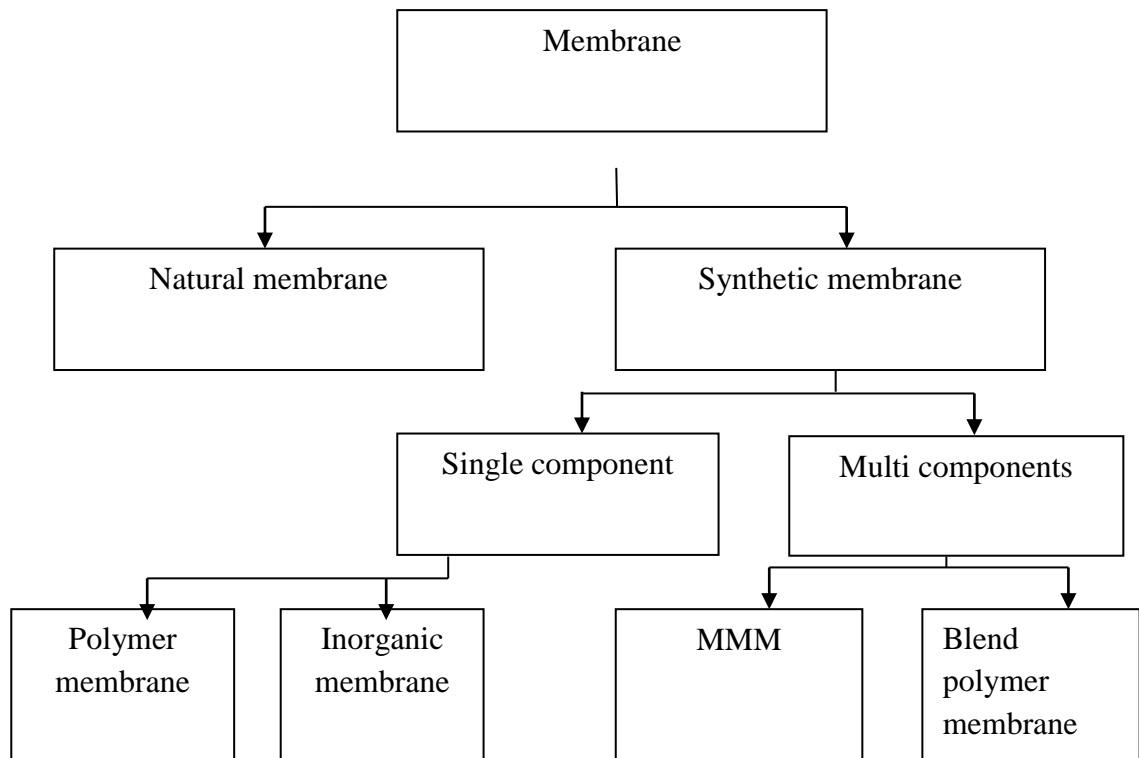 Membrane
Natural membrane
Synthetic membrane
Single component
Multi components
Polymer
membrane
Inorganic
membrane
MMM
Blend
polymer
membrane